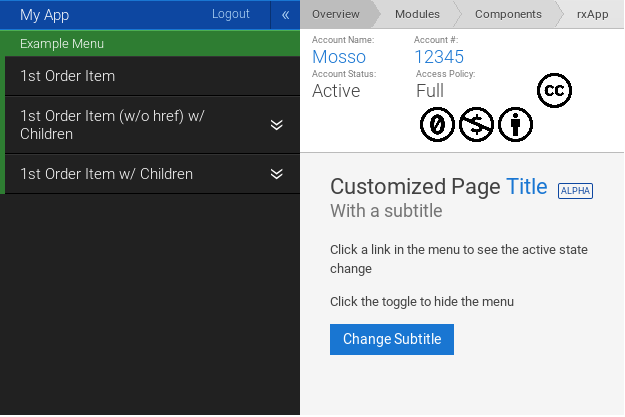 My App
Logout
«
Example Menu
1st Order Item
1st Order Item (w/o href) w/
Children
1st Order Item w/ Children
Overview
Modules
Components
rxApp
Account Name:
Account #:
Mosso
12345
Account Status:
Access Policy:
Active
Full
cc
0
$
Customized Page Title ALPHA
With a subtitle
Click a link in the menu to see the active state
change
Click the toggle to hide the menu
Change Subtitle